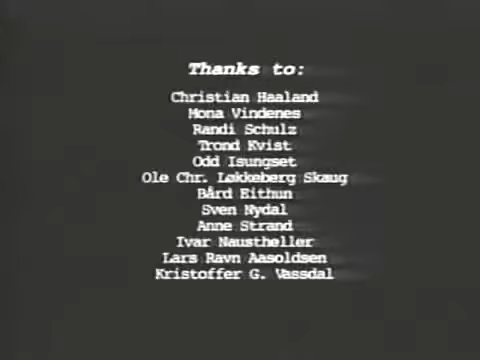 Thanks to:
Christian Haaland
Mona Vindenes
Randi Schulz
Trond Kvist
Odd Isungset
Ole Chr. Løkkeberg Skaug
Bård Eithun
Sven Nydal
Anne Strand
Ivar Naustheller
Lars Ravn Aasoldsen
Kristoffer G. Vassdal